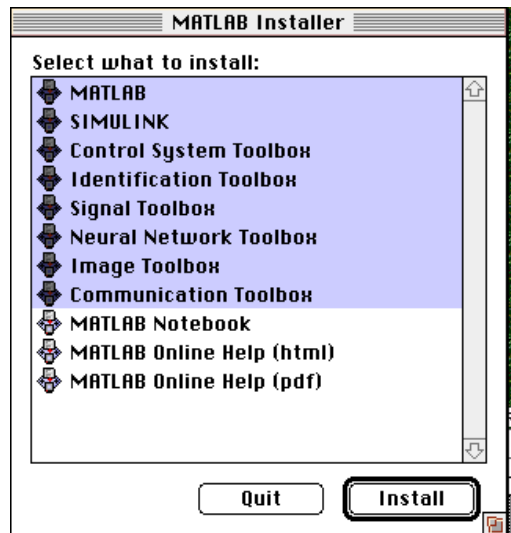 MATLAB Installer
Select what to install:
MATLAB
SIMULINK
Control System Toolbox
Identification Toolbox
Signal Toolbox
Neural Network Toolbox
Image Toolbox
Communication Toolbox
MATLAB Notebook
MATLAB Online Help (html)
MATLAB Online Help (pdf)
Quit Install